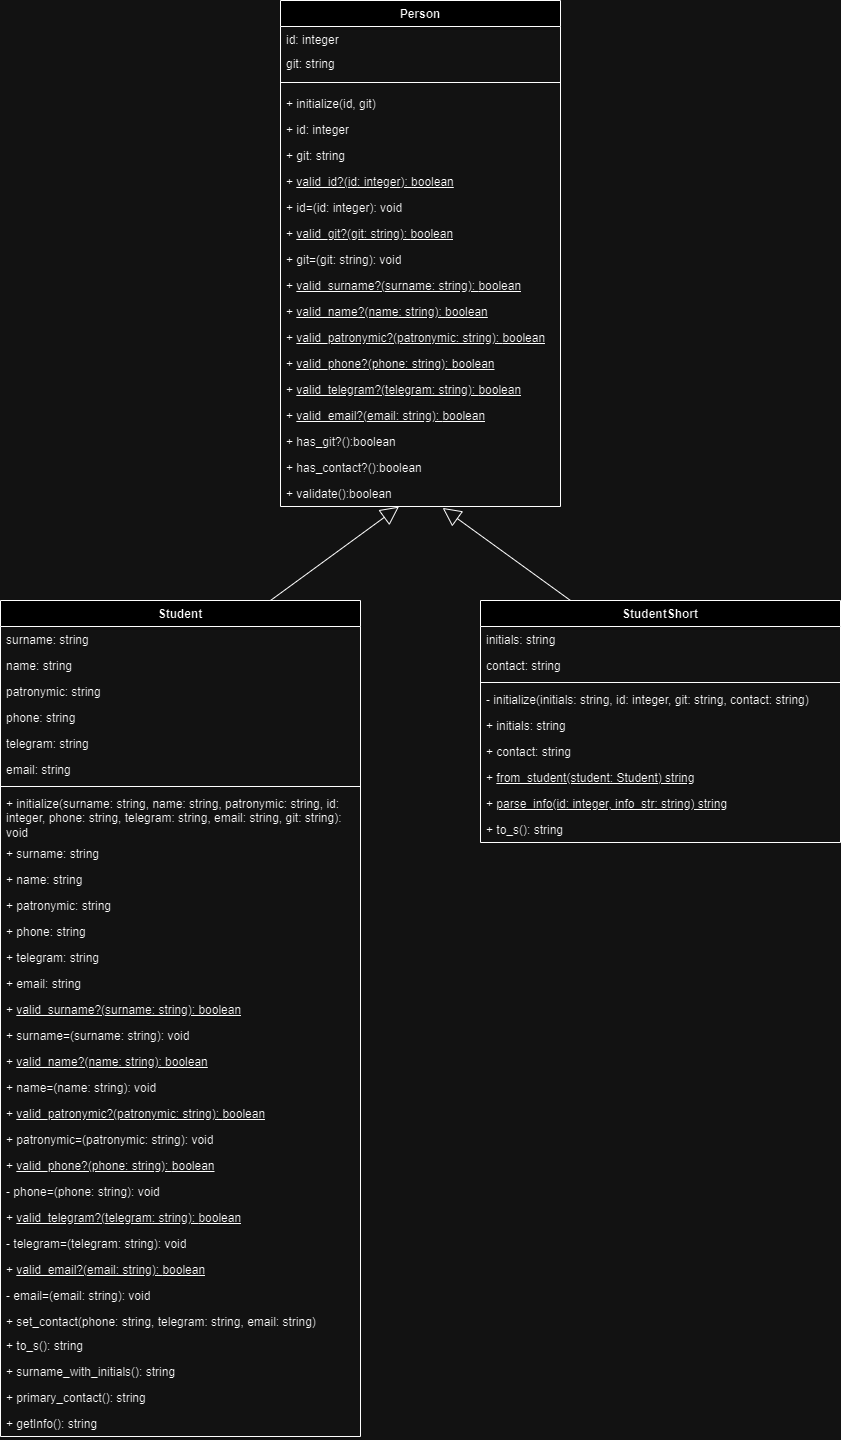 Person
id: integer
git: string
+ initialize(id, git)
+ id: integer
+ git: string
+ valid_id?(id: integer): boolean
+ id=(id: integer): void
+ valid_git?(git: string): boolean
+ git=(git: string): void
+ valid_surname?(surname: string): boolean
+ valid_name?(name: string): boolean
+ valid_patronymic?(patronymic: string): boolean
+ valid_phone?(phone: string): boolean
+ valid_telegram?(telegram: string): boolean
+ valid_email?(email: string): boolean
+ has_git?():boolean
+ has_contact?():boolean
+ validate():boolean
Student
surname: string
name: string
patronymic: string
phone: string
telegram: string
email: string
+ initialize(surname: string, name: string, patronymic: string, id:
integer, phone: string, telegram: string, email: string, git: string):
void
+ surname: string
+ name: string
+ patronymic: string
+ phone: string
+ telegram: string
+ email: string
+ valid_surname?(surname: string): boolean
+ surname=(surname: string): void
+ valid_name?(name: string): boolean
+ name=(name: string): void
+ valid_patronymic?(patronymic: string): boolean
+ patronymic=(patronymic: string): void
+ valid_phone?(phone: string): boolean
- phone=(phone: string): void
+ valid_telegram?(telegram: string): boolean
- telegram=(telegram: string): void
+ valid_email?(email: string): boolean
- email=(email: string): void
+ set_contact(phone: string, telegram: string, email: string)
+ to_s(): string
+ surname_with_initials(): string
+ primary_contact(): string
+ getInfo(): string
StudentShort
initials: string
contact: string
- initialize(initials: string, id: integer, git: string, contact: string)
+ initials: string
+ contact: string
+ from_student(student: Student) string
+ parse_info(id: integer, info_str: string) string
+ to_s(): string